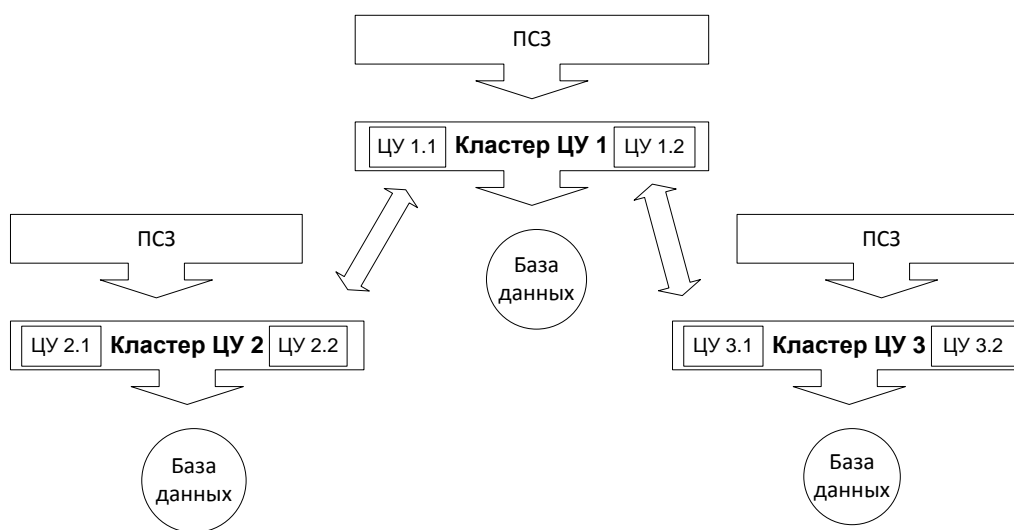 ПСЗ
ЦУ 1.1
Кластер ЦУ 1
ЦУ 1.2
ПСЗ
ПСЗ
База
данных
ЦУ 2.1
Кластер ЦУ 2
ЦУ 2.2
ЦУ 3.1
Кластер ЦУ 3
ЦУ 3.2
База
данных
База
данных